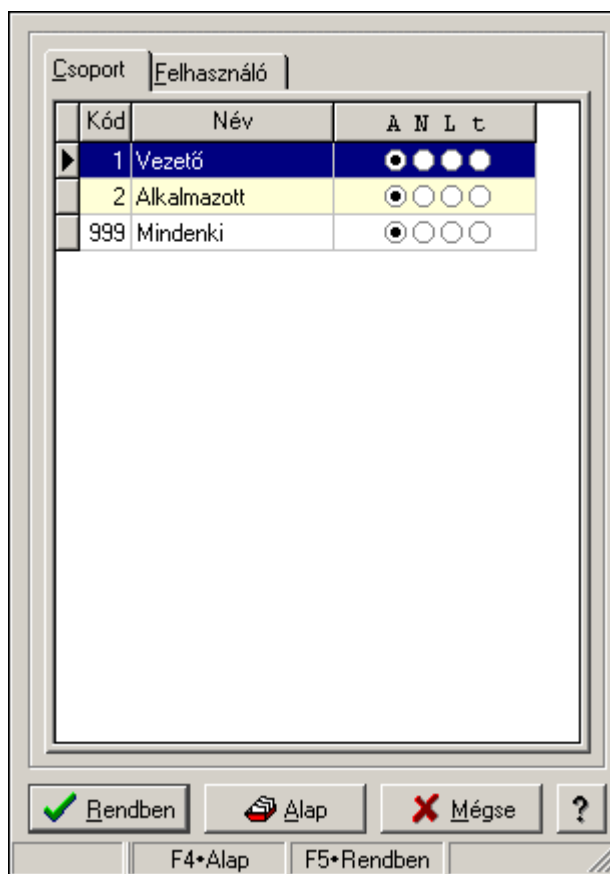 Csoport Felhasználó
Kód Név A N L t
1 Vezető
2 Alkalmazott
999 Mindenki
Rendben Alap Mégse ?
F4•Alap F5•Rendben